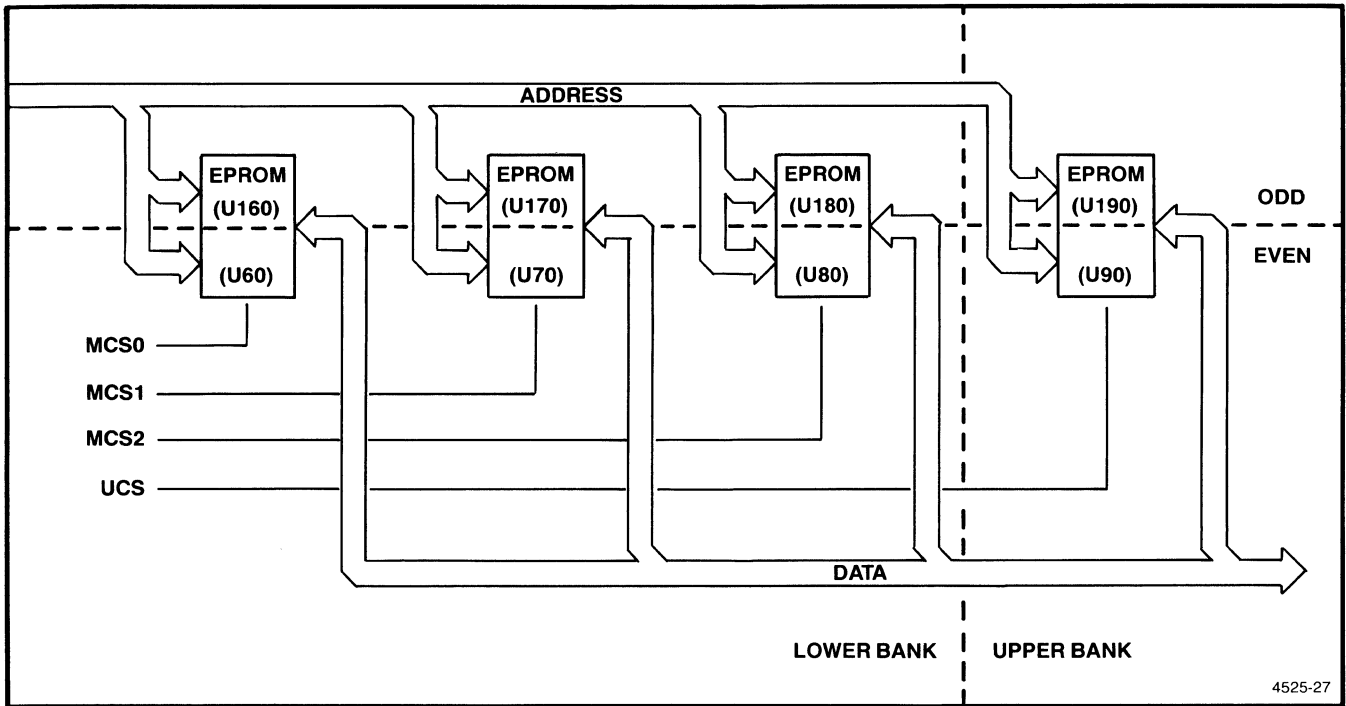 ADDRESS
EPROM
(U160)
(U60)
EPROM
(U170)
(U70)
EPROM
(U180)
(U80)
EPROM
(U190)
(U90)
ODD
EVEN
MCS0
MCS1
MCS2
UCS
DATA
LOWER BANK
UPPER BANK
4525-27